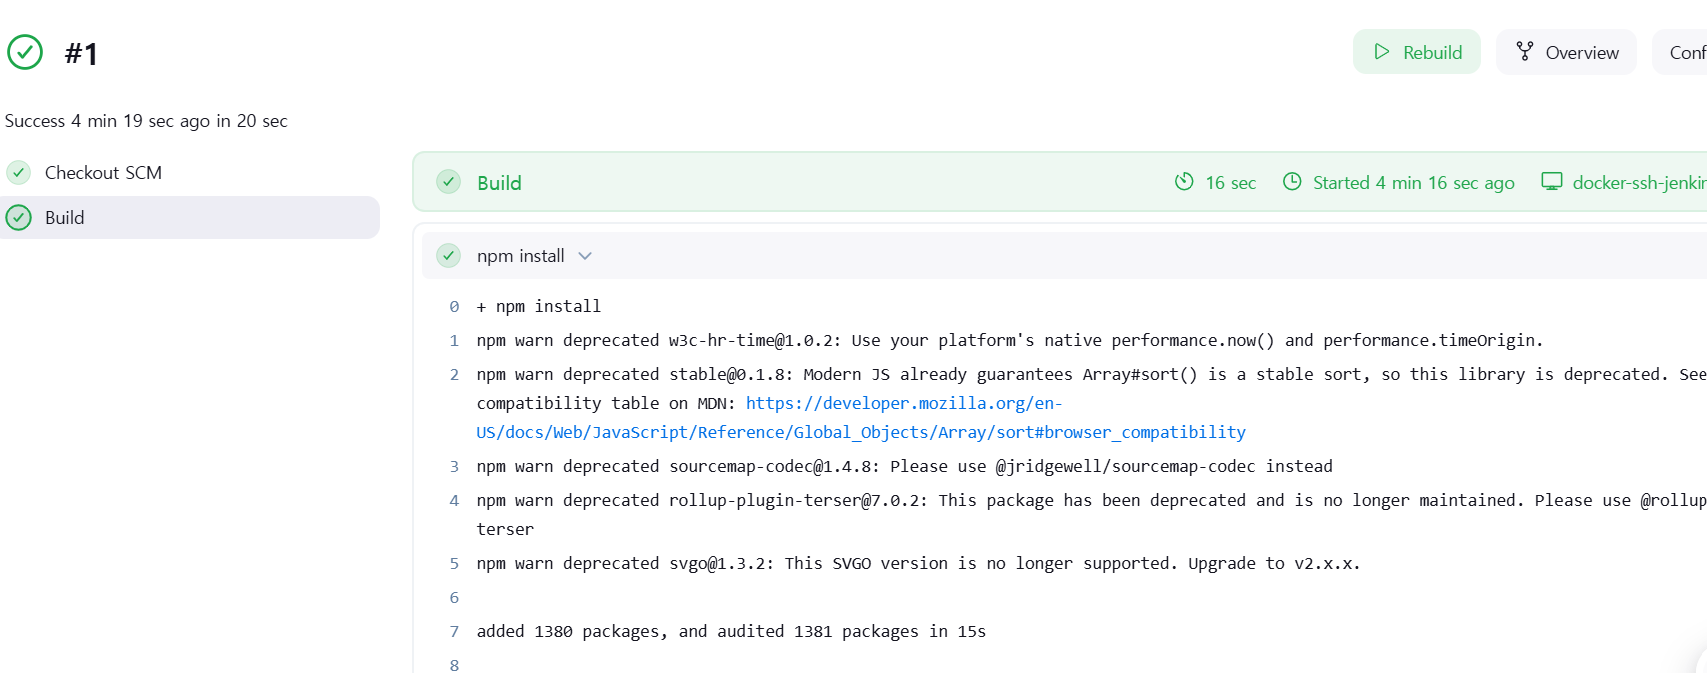 #1
Rebuild
Overview
Conf
Success 4 min 19 sec ago in 20 sec
Checkout SCM
Build
Build
16 sec
Started 4 min 16 sec ago
docker-ssh-jenkin
npm install
0 + npm install
1 npm warn deprecated w3c-hr-time@1.0.2: Use your platform's native performance.now() and performance.timeOrigin.
2 npm warn deprecated stable@0.1.8: Modern JS already guarantees Array#sort() is a stable sort, so this library is deprecated. See
compatibility table on MDN: https://developer.mozilla.org/en-
US/docs/Web/JavaScript/Reference/Global_Objects/Array/sort#browser_compatibility
3 npm warn deprecated sourcemap-codec@1.4.8: Please use @jridgewell/sourcemap-codec instead
4 npm warn deprecated rollup-plugin-terser@7.0.2: This package has been deprecated and is no longer maintained. Please use @rollup
terser
5 npm warn deprecated svgo@1.3.2: This SVGO version is no longer supported. Upgrade to v2.x.x.
6
7 added 1380 packages, and audited 1381 packages in 15s
8